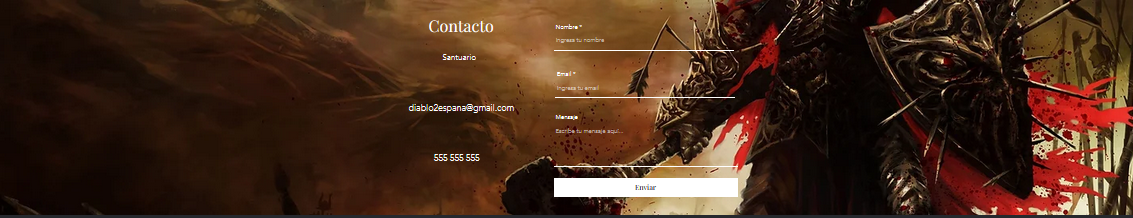 Contacto
Santuario
diablo2espana@gmail.com
555 555 555
Nombre *
Ingresa tu nombre
Email *
Ingresa tu email
Mensaje
Escribe tu mensaje aquí...
Enviar